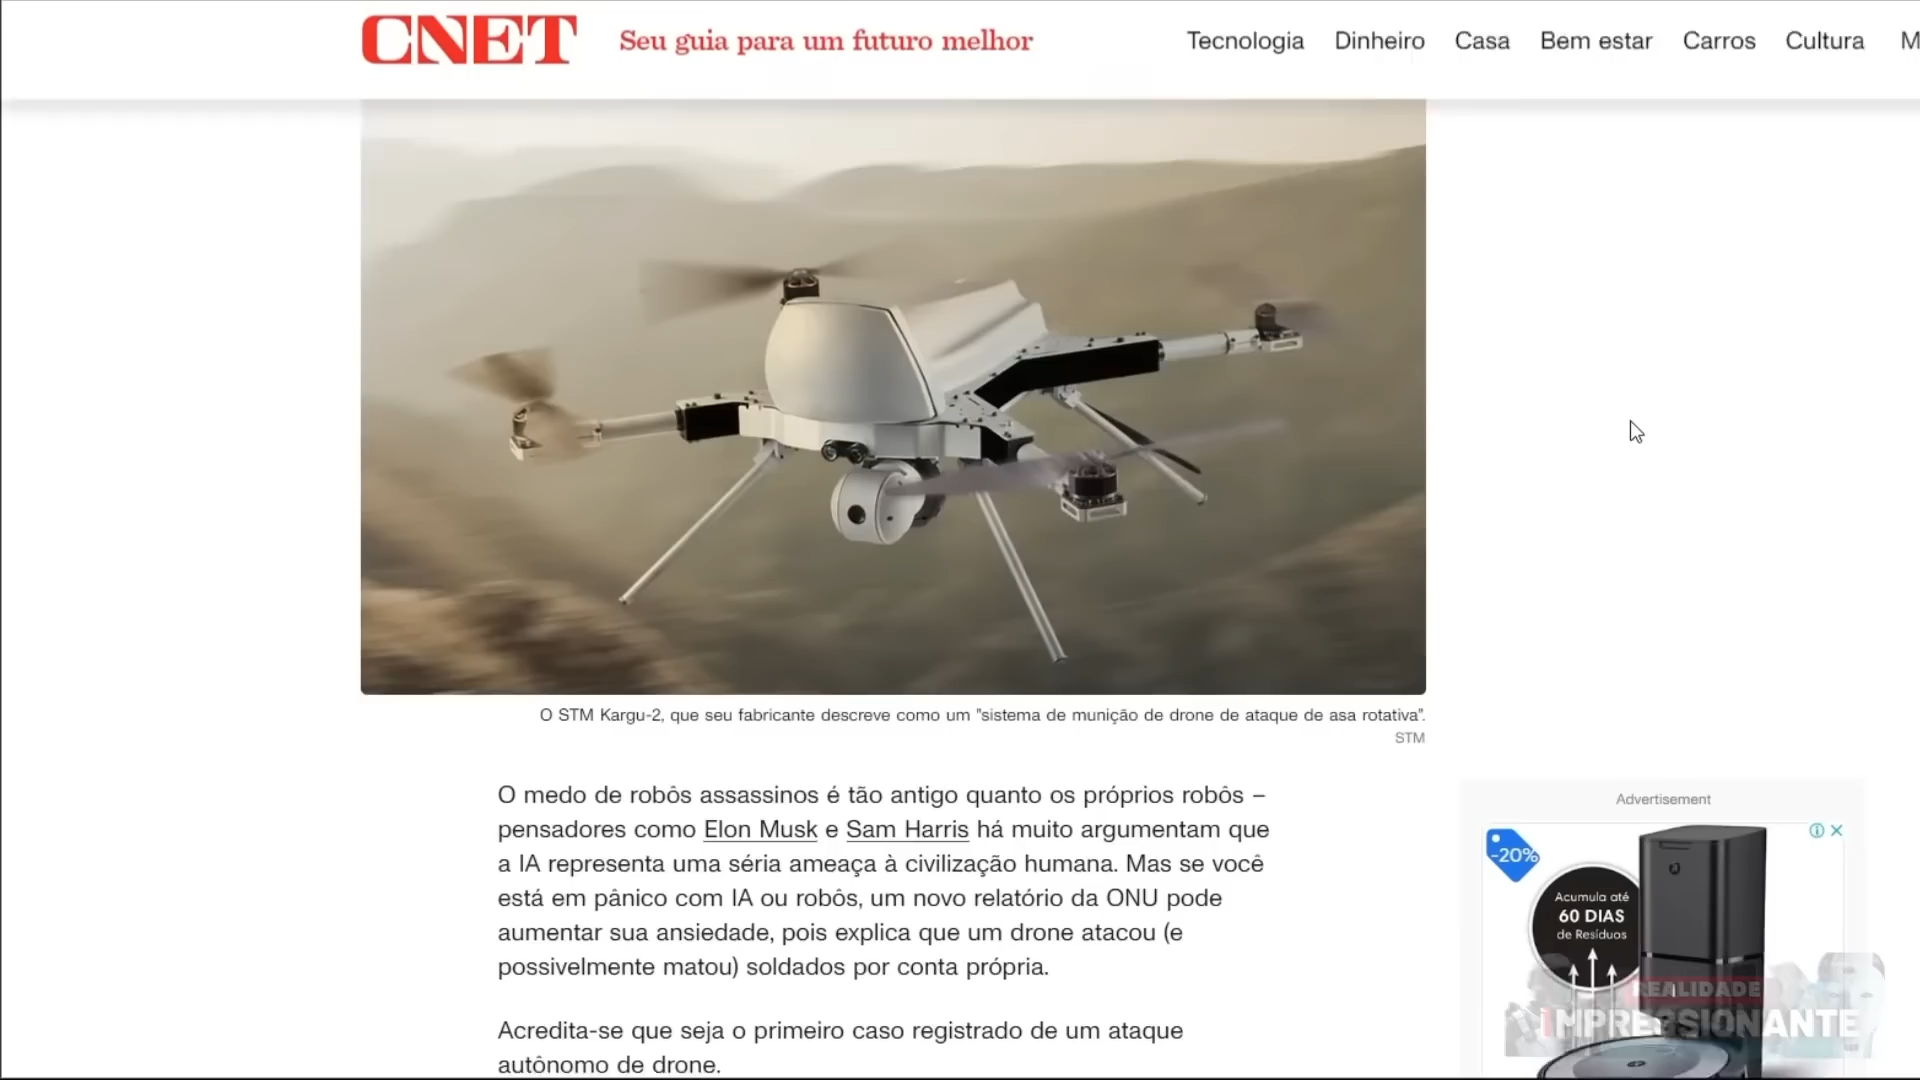 CNET
Seu guia para um futuro melhor
Tecnologia Dinheiro Casa Bem estar Carros Cultura M
O STM Kargu-2, que seu fabricante descreve como um "sistema de munição de drone de ataque de asa rotativa".
STM
O medo de robôs assassinos é tão antigo quanto os próprios robôs –
pensadores como Elon Musk e Sam Harris há muito argumentam que
a IA representa uma séria ameaça à civilização humana. Mas se você
está em pânico com IA ou robôs, um novo relatório da ONU pode
aumentar sua ansiedade, pois explica que um drone atacou (e
possivelmente matou) soldados por conta própria.
Acredita-se que seja o primeiro caso registrado de um ataque
autônomo de drone.
Advertisement
-20%
Acumula até
60 DIAS
de Resíduos
REALIDADE
IMPRESSIONANTE